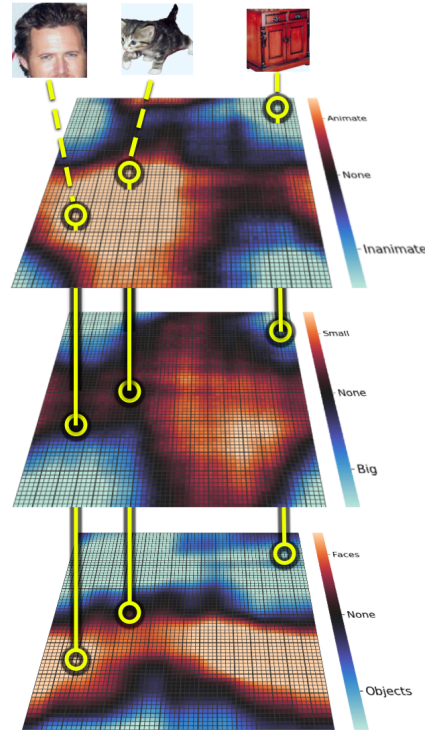 Animate
None
Inanimate
Small
None
Big
Faces
None
Objects